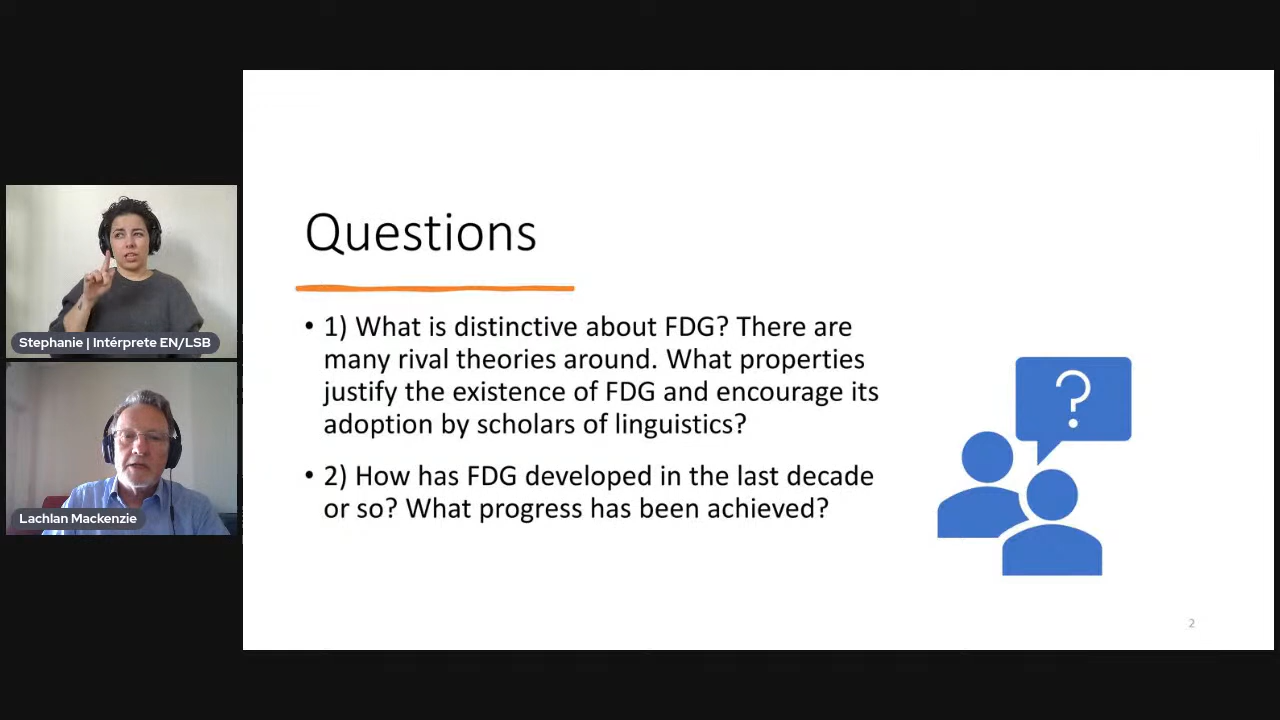 Stephanie | Intérprete EN/LSB
Lachlan Mackenzie
Questions
• 1) What is distinctive about FDG? There are
many rival theories around. What properties
justify the existence of FDG and encourage its
adoption by scholars of linguistics?
• 2) How has FDG developed in the last decade
or so? What progress has been achieved?
?
2